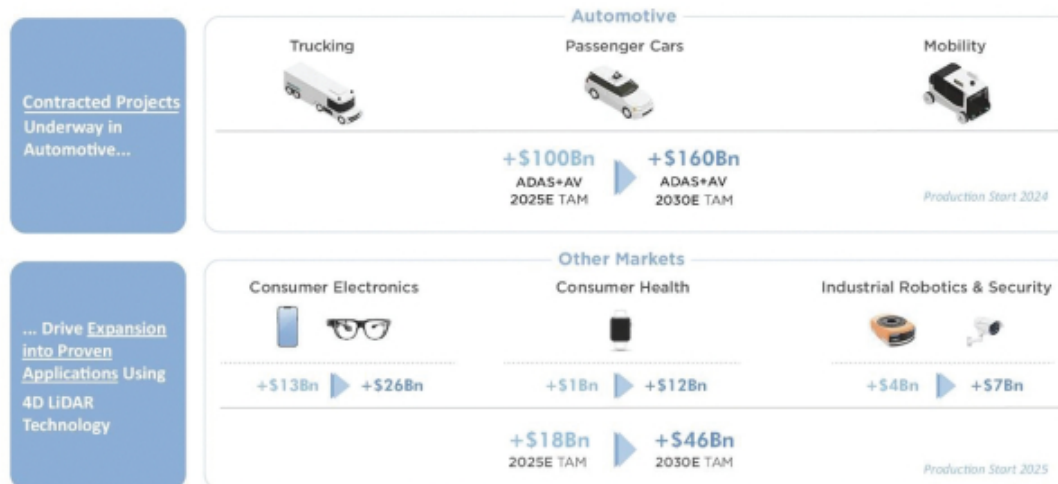 Contracted Projects
Underway in
Automotive...
Automotive
Trucking
Passenger Cars
Mobility
+$100Bn
ADAS+AV
2025E TAM
+$160Bn
ADAS+AV
2030E TAM
Production Start 2024
... Drive Expansion
into Proven
Applications Using
4D LiDAR
Technology
Other Markets
Consumer Electronics
Consumer Health
Industrial Robotics & Security
+$13Bn
+$26Bn
+$1Bn
+$12Bn
+$4Bn
+$7Bn
+$18Bn
2025E TAM
+$46Bn
2030E TAM
Production Start 2025